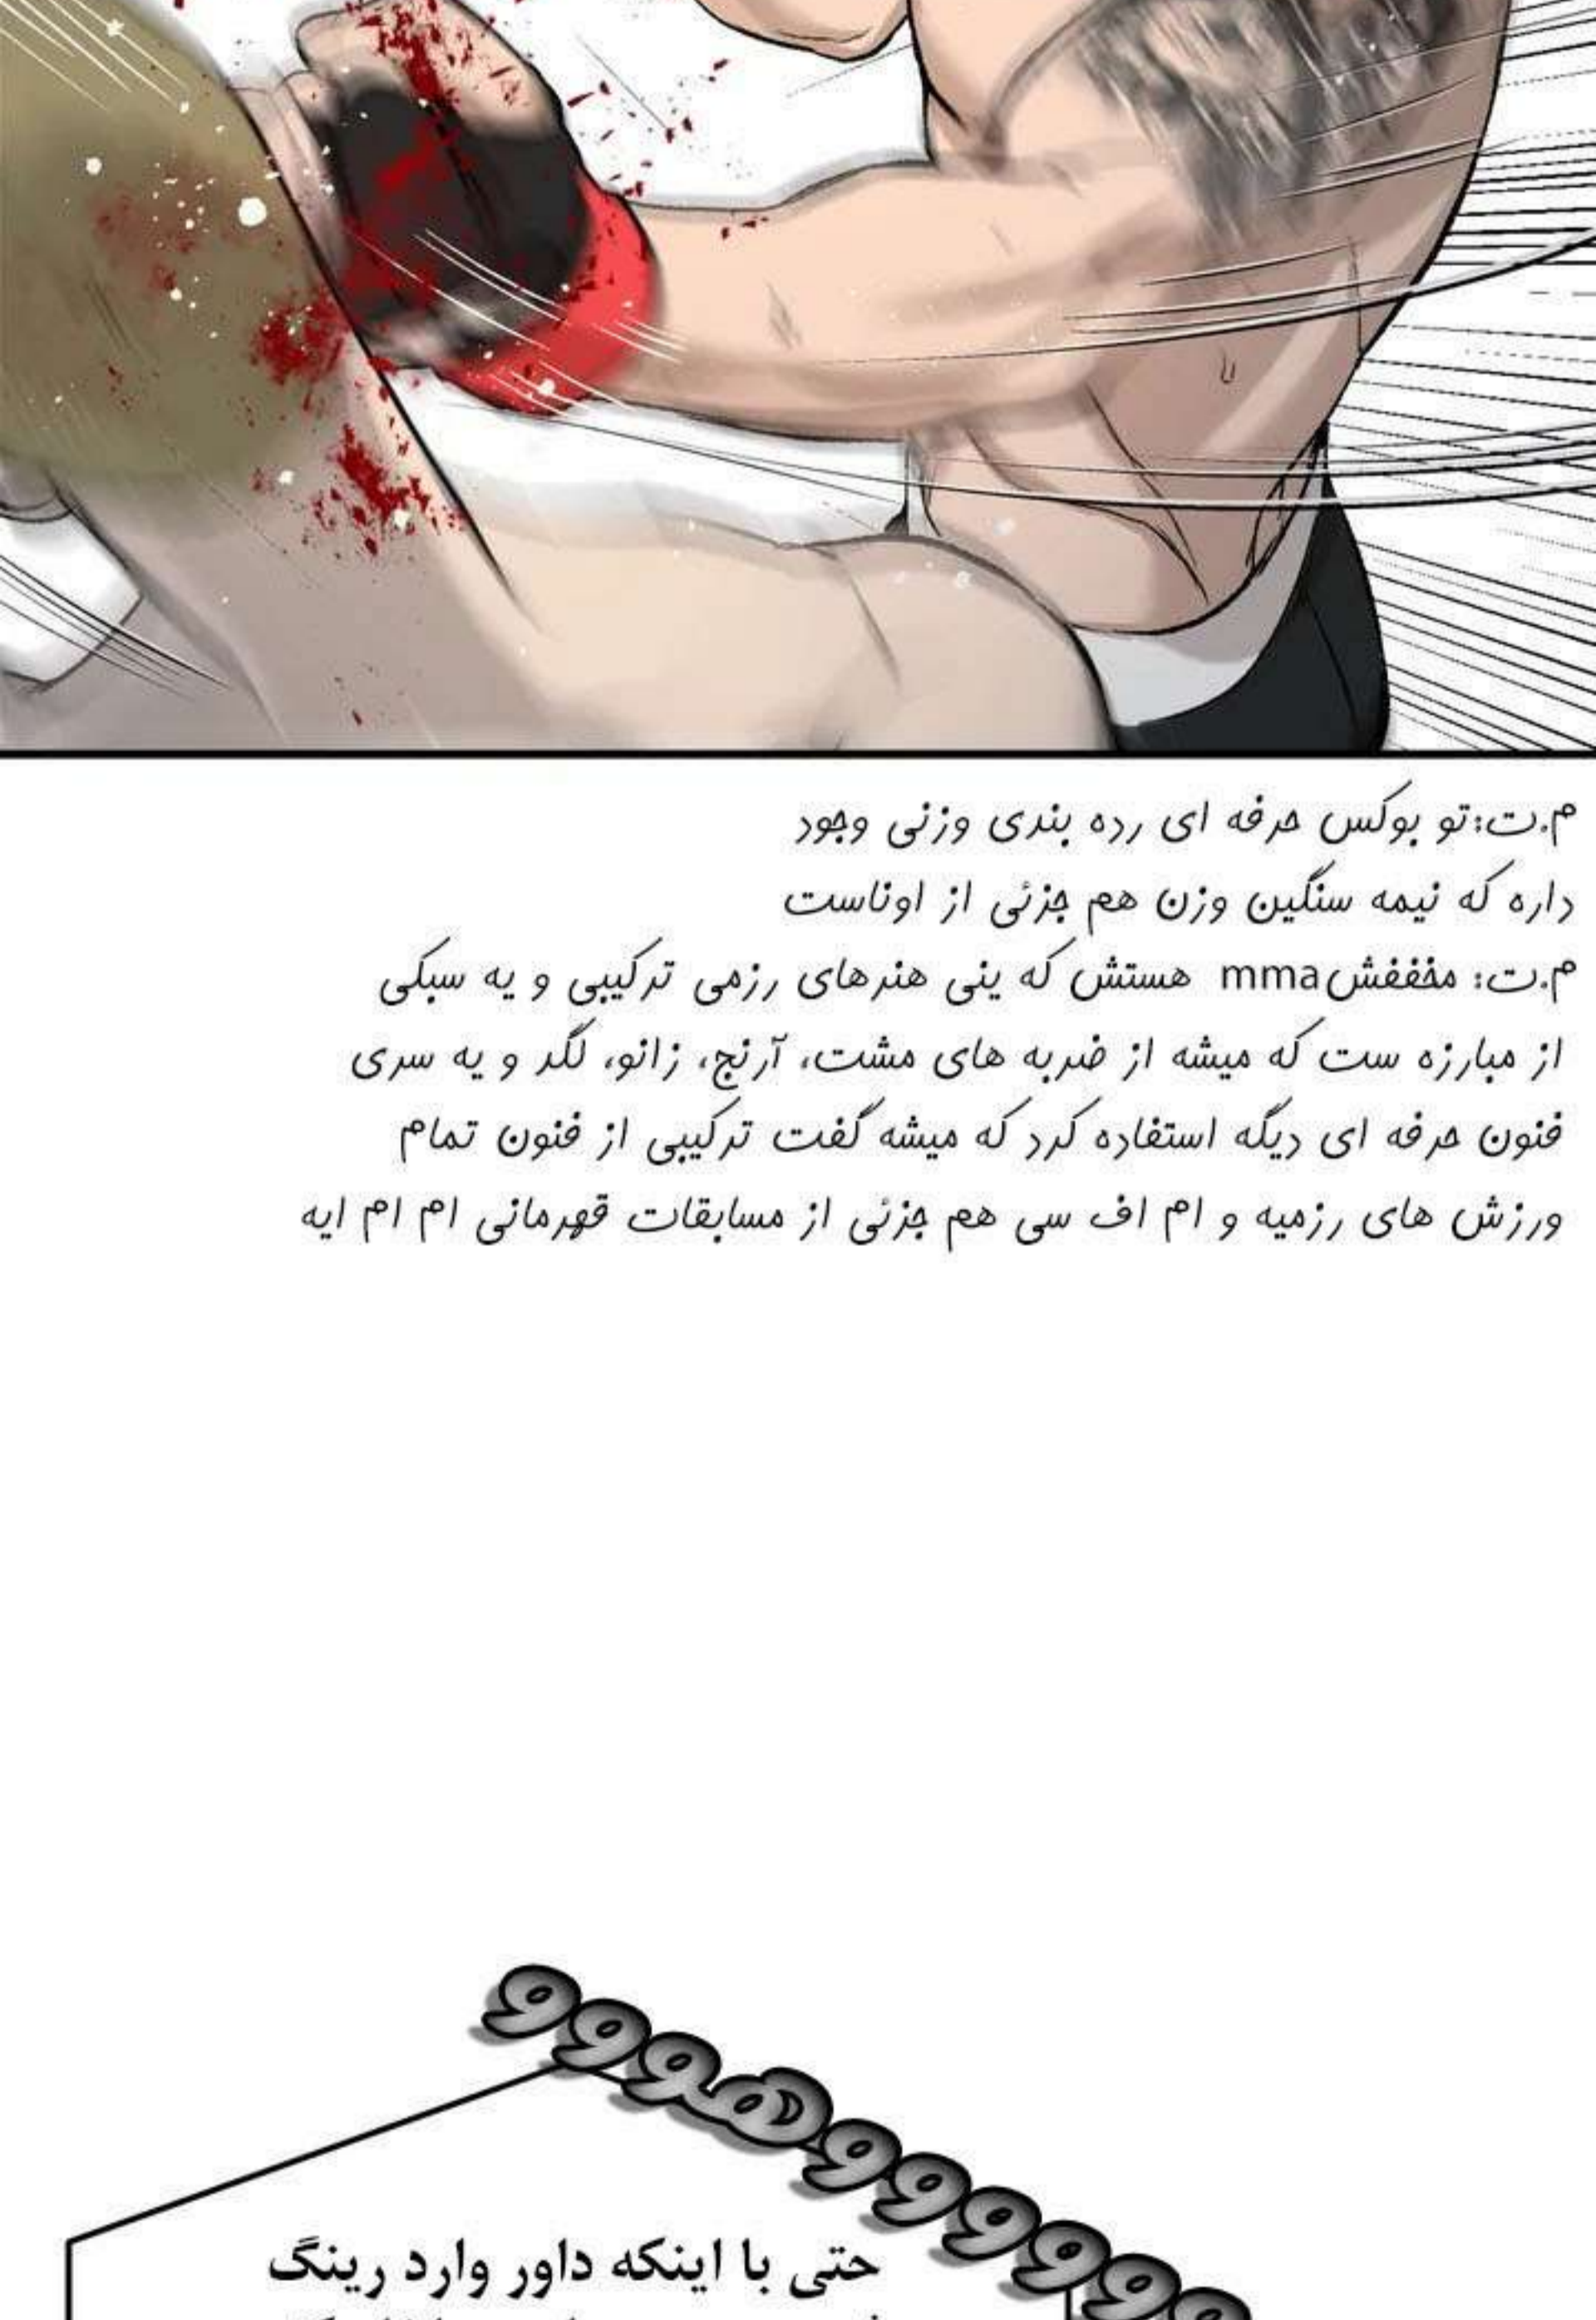 م.ت:تو بوکس حرفه ای رده بندی وزنی وجود
داره که نیمه سنگین وزن هم جزئی از اوناست
م.ت: مخففش mma هستش که ینی هنرهای رزمی ترکیبی و یه سبکی
از مبارزه ست که میشه از ضربه های مشت، آرنج، زانو، لگد و یه سری
فنون حرفه ای دیگه استفاده کرد که میشه گفت ترکیبی از فنون تمام
ورزش های رزمیه و ام اف سی هم جزئی از مسابقات قهرمانی ام ام ایه
وووووهووو
حتی با اینکه داور وارد رینگ